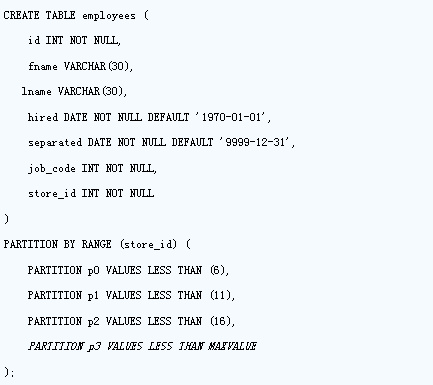 CREATE TABLE employees (
id INT NOT NULL,
fname VARCHAR(30),
lname VARCHAR(30),
hired DATE NOT NULL DEFAULT '1970-01-01',
separated DATE NOT NULL DEFAULT '9999-12-31',
job_code INT NOT NULL,
store_id INT NOT NULL
)
PARTITION BY RANGE (store_id) (
PARTITION p0 VALUES LESS THAN (6),
PARTITION p1 VALUES LESS THAN (11),
PARTITION p2 VALUES LESS THAN (16),
PARTITION p3 VALUES LESS THAN MAXVALUE
);